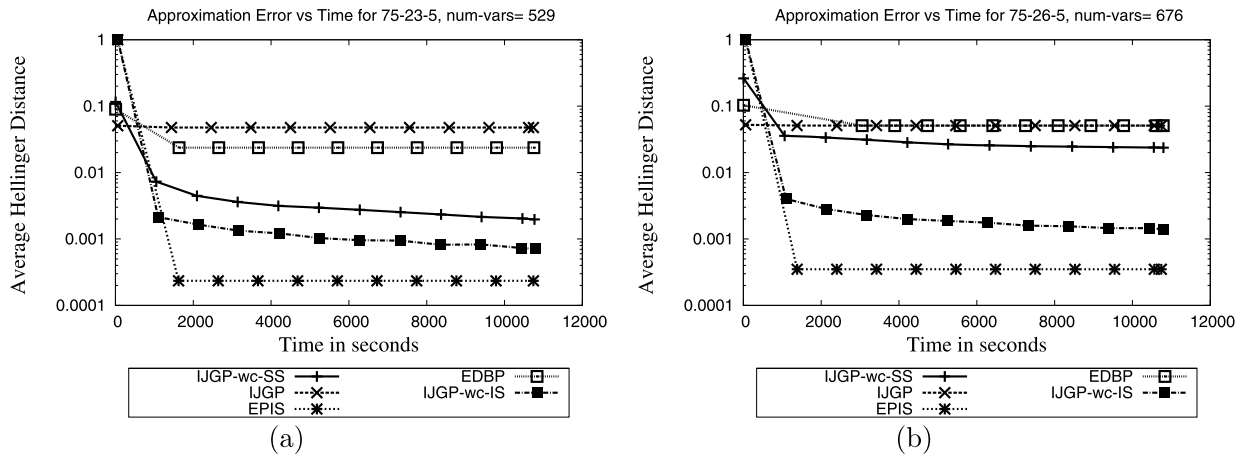 Approximation Error vs Time for 75-23-5, num-vars= 529
Average Hellinger Distance
1
0.1
0.01
0.001
0.0001
0 2000 4000 6000 8000 10000 12000
Time in seconds
IJGP-wc-SS
IJGP
EPIS
EDBP
IJGP-wc-IS
(a)
Approximation Error vs Time for 75-26-5, num-vars= 676
Average Hellinger Distance
1
0.1
0.01
0.001
0.0001
0 2000 4000 6000 8000 10000 12000
Time in seconds
IJGP-wc-SS
IJGP
EPIS
EDBP
IJGP-wc-IS
(b)